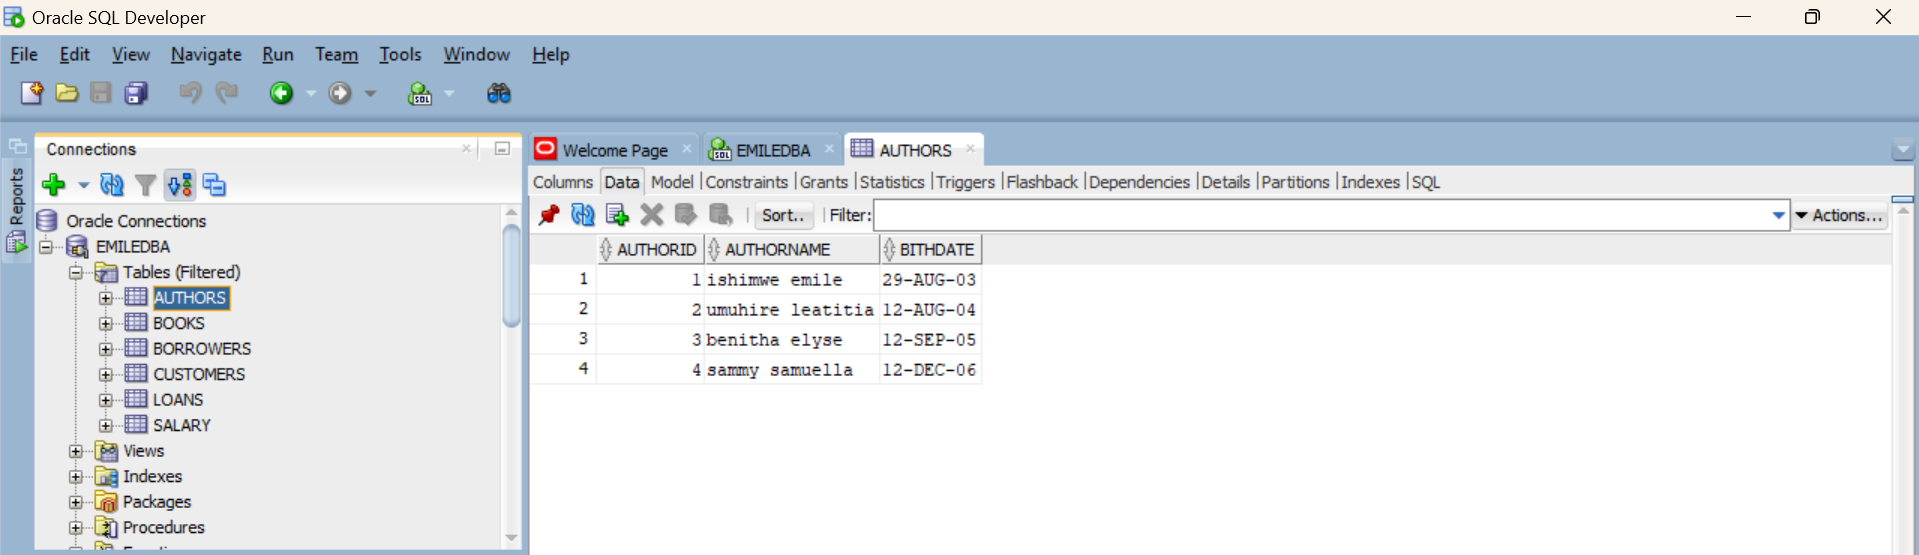 Oracle SQL Developer
File Edit View Navigate Run Team Tools Window Help
Reports
Connections
Oracle Connections
EMILEDBA
Tables (Filtered)
AUTHORS
BOOKS
BORROWERS
CUSTOMERS
LOANS
SALARY
Views
Indexes
Packages
Procedures
Welcome Page EMILEDBA AUTHORS
Columns Data Model Constraints Grants Statistics Triggers Flashback Dependencies Details Partitions Indexes SQL
Sort.. Filter: Actions...
AUTHORID AUTHORNAME BITHDATE
1 1 ishimwe emile 29-AUG-03
2 2 umuhire leatitia 12-AUG-04
3 3 benitha elyse 12-SEP-05
4 4 sammy samuella 12-DEC-06